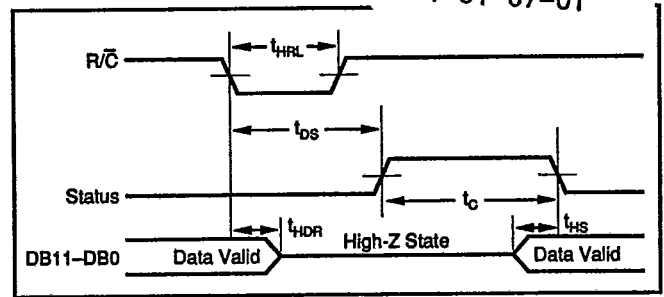 R/C̅
tHRL
tDS
Status
tC
tHDR
tHS
DB11–DB0
Data Valid
High-Z State
Data Valid